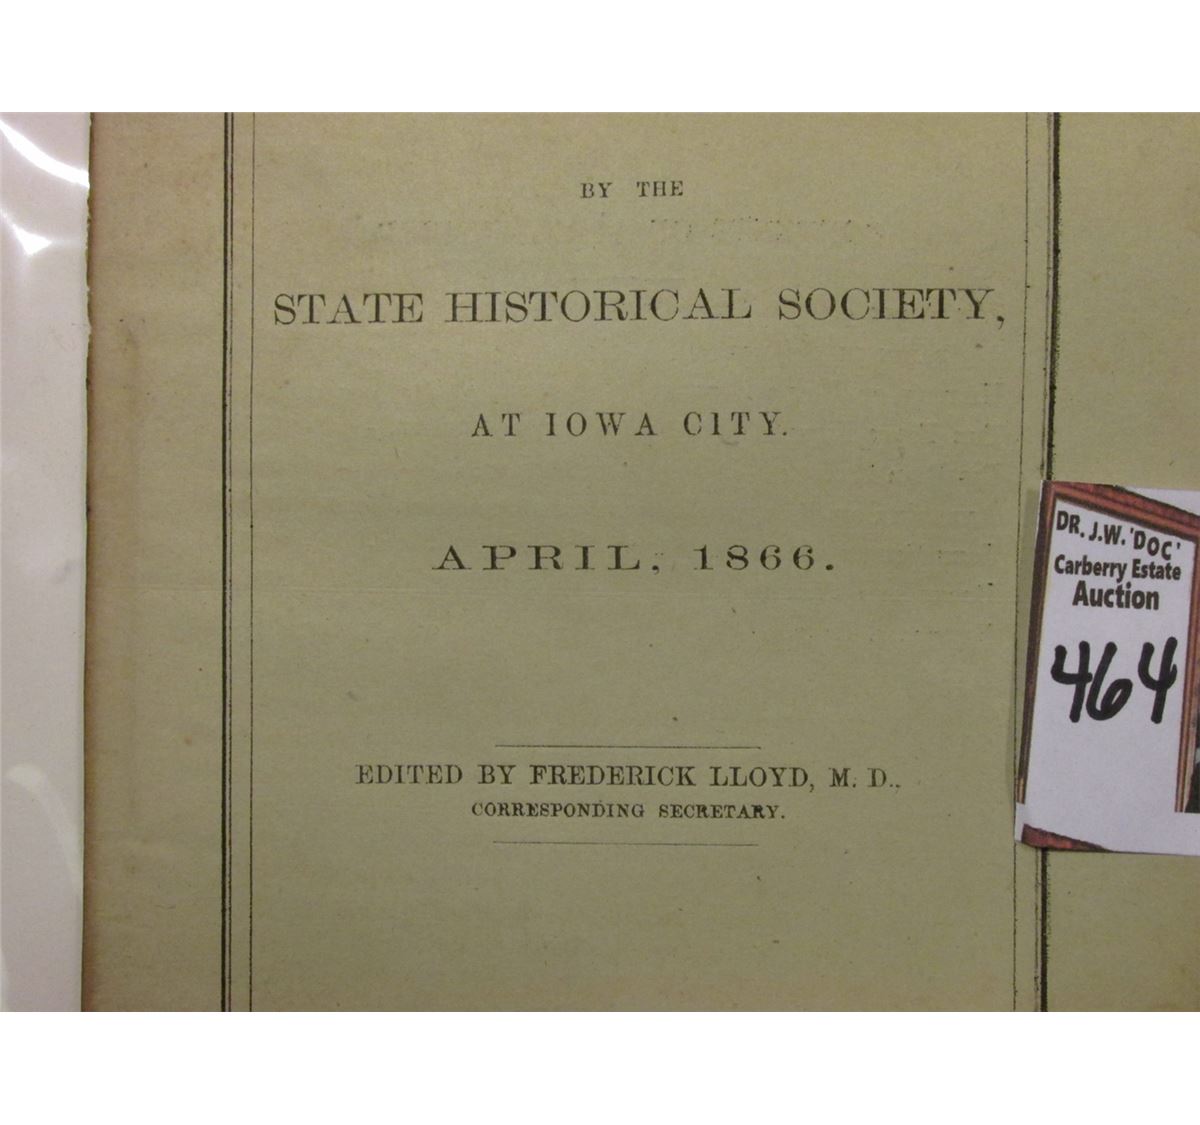 BY THE
STATE HISTORICAL SOCIETY,
AT IOWA CITY.
APRIL, 1866.
EDITED BY FREDERICK LLOYD, M. D.,
CORRESPONDING SECRETARY.
DR. J.W. 'DOC'
Carberry Estate
Auction
464